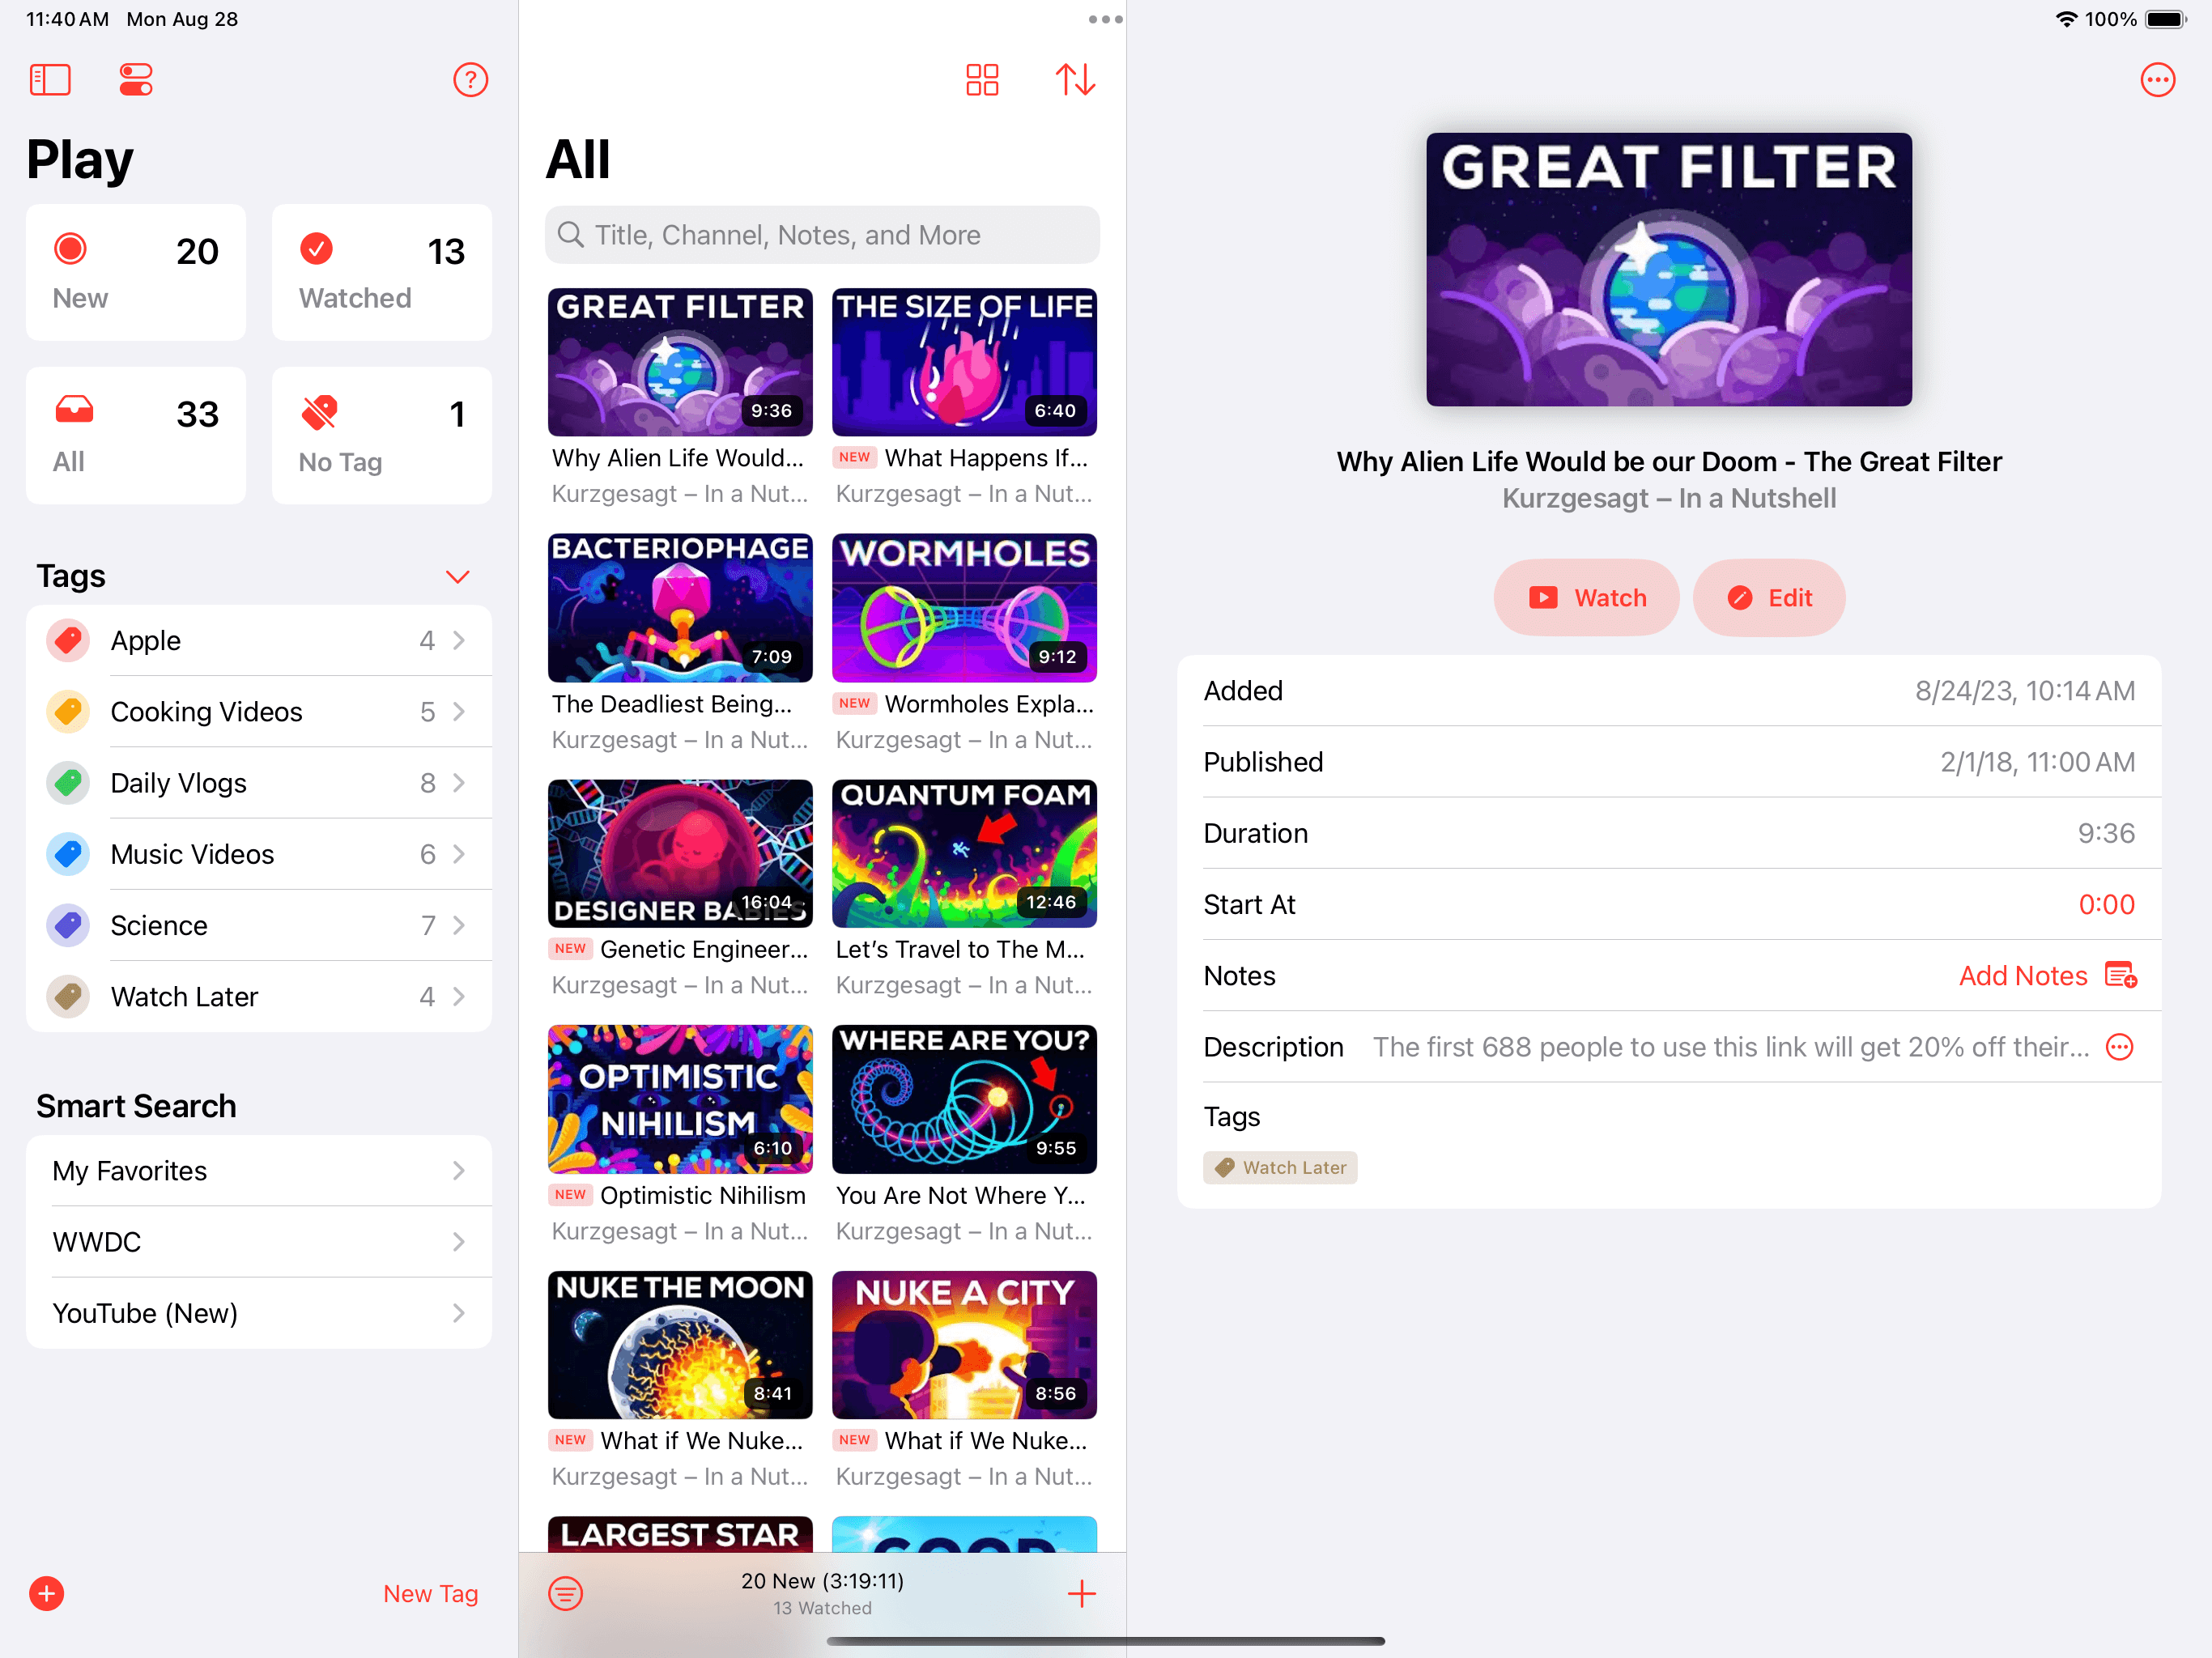 11:40 AM Mon Aug 28
100%
Play
20
New
13
Watched
33
All
1
No Tag
Tags
Apple 4
Cooking Videos 5
Daily Vlogs 8
Music Videos 6
Science 7
Watch Later 4
Smart Search
My Favorites
WWDC
YouTube (New)
New Tag
All
Title, Channel, Notes, and More
GREAT FILTER
9:36
Why Alien Life Would...
Kurzgesagt – In a Nut...
THE SIZE OF LIFE
6:40
NEW What Happens If...
Kurzgesagt – In a Nut...
BACTERIOPHAGE
7:09
The Deadliest Being...
Kurzgesagt – In a Nut...
WORMHOLES
9:12
NEW Wormholes Expla...
Kurzgesagt – In a Nut...
DESIGNER BABIES
16:04
NEW Genetic Engineer...
Kurzgesagt – In a Nut...
QUANTUM FOAM
12:46
Let's Travel to The M...
Kurzgesagt – In a Nut...
OPTIMISTIC
NIHILISM
6:10
NEW Optimistic Nihilism
Kurzgesagt – In a Nut...
WHERE ARE YOU?
9:55
You Are Not Where Y...
Kurzgesagt – In a Nut...
NUKE THE MOON
8:41
NEW What if We Nuke...
Kurzgesagt – In a Nut...
NUKE A CITY
8:56
NEW What if We Nuke...
Kurzgesagt – In a Nut...
LARGEST STAR
20 New (3:19:11)
13 Watched
GREAT FILTER
Why Alien Life Would be our Doom - The Great Filter
Kurzgesagt – In a Nutshell
Watch
Edit
Added 8/24/23, 10:14 AM
Published 2/1/18, 11:00 AM
Duration 9:36
Start At 0:00
Notes Add Notes
Description The first 688 people to use this link will get 20% off their...
Tags
Watch Later